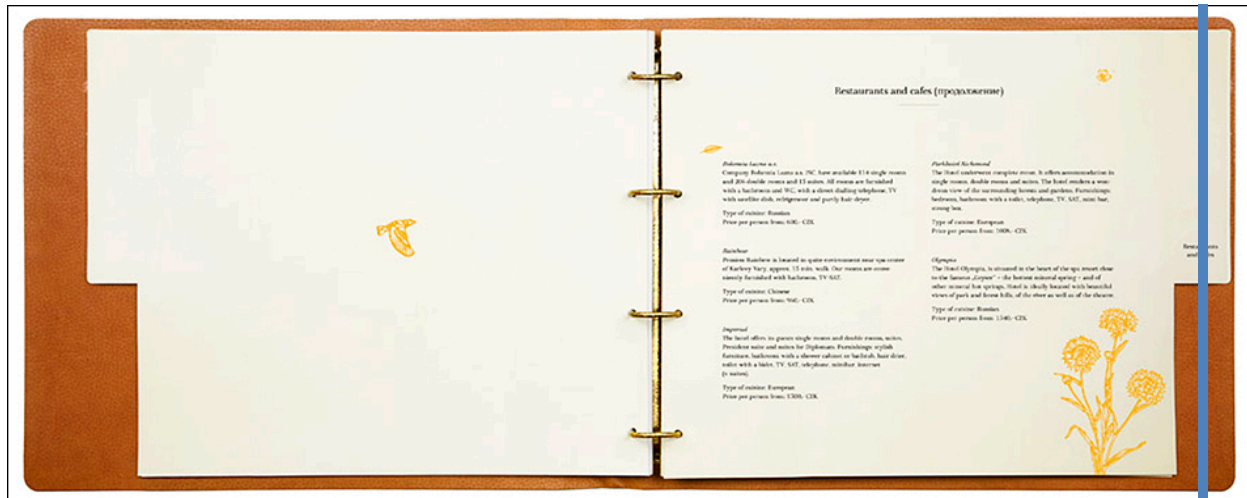 Restaurants and cafes (продолжение)
Bohemia Lazne a.s.
Company Bohemia Lazne a.s. INC. have available 114 single rooms
and 206 double rooms and 13 suites. All rooms are furnished
with a bathroom and WC, with a direct dialling telephone, TV
with satellite dish, refrigerator and partly hair dryer.
Type of cuisine: Russian
Price per person from: 600,- CZK
Rainbow
Pension Rainbow is located in quite environment near spa center
of Karlovy Vary, approx. 15 min. walk. Our rooms are conve
niently furnished with bathroom, TV-SAT.
Type of cuisine: Chinese
Price per person from: 960,- CZK
Imperial
The hotel offers its guests single rooms and double rooms, suites,
President suite and suites for Diplomats. Furnishings: stylish
furniture, bathroom with a shower cabinet or bathtub, hair drier,
toilet with a bidet, TV, SAT, telephone, minibar, internet
(+ suites).
Type of cuisine: European
Price per person from: 1300,- CZK
Parkhotel Richmond
The Hotel underwent complete renov. It offers accommodation in
single rooms, double rooms and suites. The hotel renders a won-
drous view of the surrounding forests and gardens. Furnishings:
bedroom, bathroom with a toilet, telephone, TV, SAT, mini bar,
strong box.
Type of cuisine: European
Price per person from: 1008,- CZK
Olympia
The Hotel Olympia, is situated in the heart of the spa resort close
to the famous „Geyser“ – the hottest mineral spring – and of
other mineral hot springs. Hotel is ideally located with beautiful
views of park and forest hills, of the river as well as of the theatre.
Type of cuisine: Russian
Price per person from: 1540,- CZK